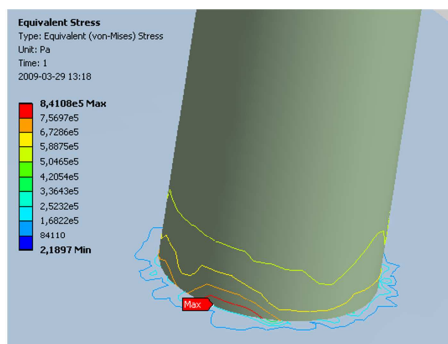 Equivalent Stress
Type: Equivalent (von-Mises) Stress
Unit: Pa
Time: 1
2009-03-29 13:18
8,4108e5 Max
7,5697e5
6,7286e5
5,8875e5
5,0465e5
4,2054e5
3,3643e5
2,5232e5
1,6822e5
84110
2,1897 Min
Max